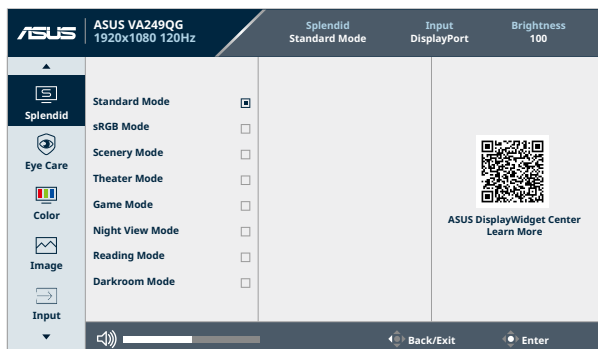 ASUS
ASUS VA249QG
1920x1080 120Hz
Splendid
Standard Mode
Input
DisplayPort
Brightness
100
Splendid
Eye Care
Color
Image
Input
Standard Mode
sRGB Mode
Scenery Mode
Theater Mode
Game Mode
Night View Mode
Reading Mode
Darkroom Mode
ASUS DisplayWidget Center
Learn More
Back/Exit
Enter